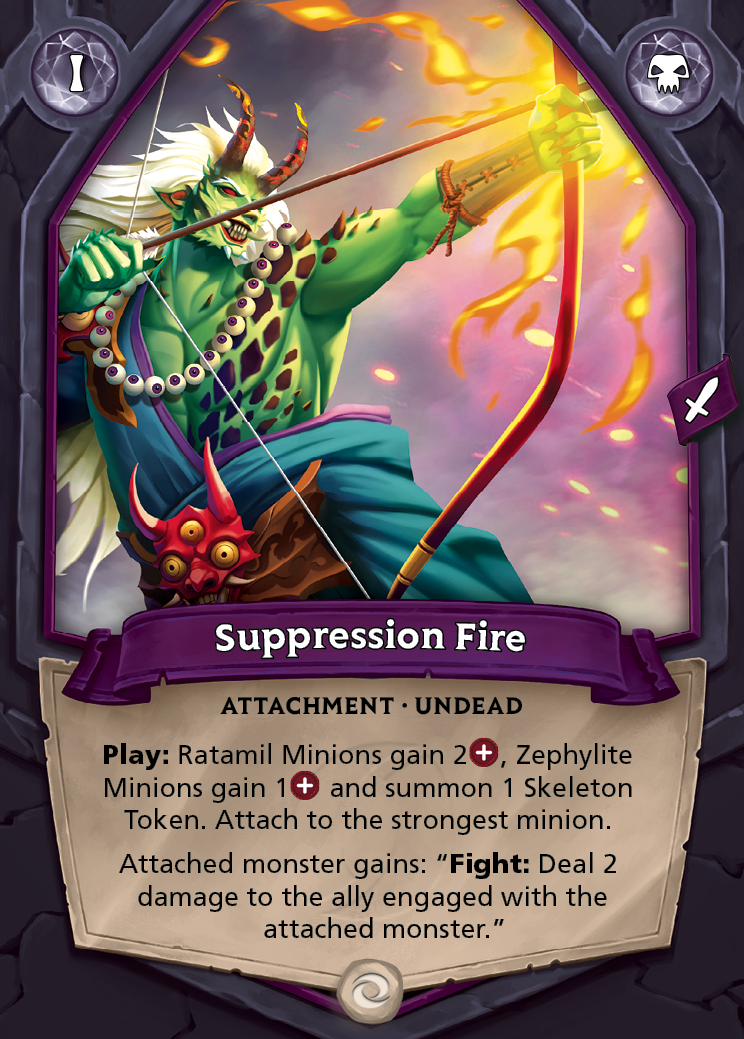 I
Suppression Fire
ATTACHMENT · UNDEAD
Play: Ratamil Minions gain 2, Zephylite
Minions gain 1 and summon 1 Skeleton
Token. Attach to the strongest minion.
Attached monster gains: “Fight: Deal 2
damage to the ally engaged with the
attached monster.”